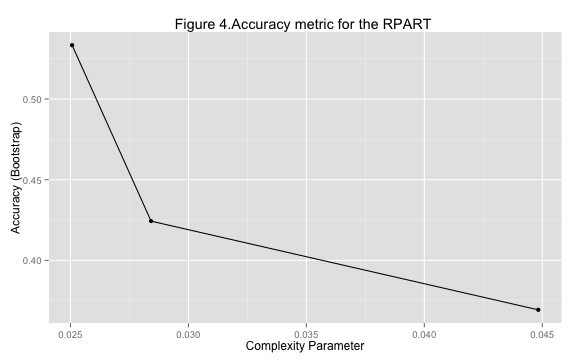 Figure 4.Accuracy metric for the RPART
Accuracy (Bootstrap)
0.50
0.45
0.40
0.025 0.030 0.035 0.040 0.045
Complexity Parameter